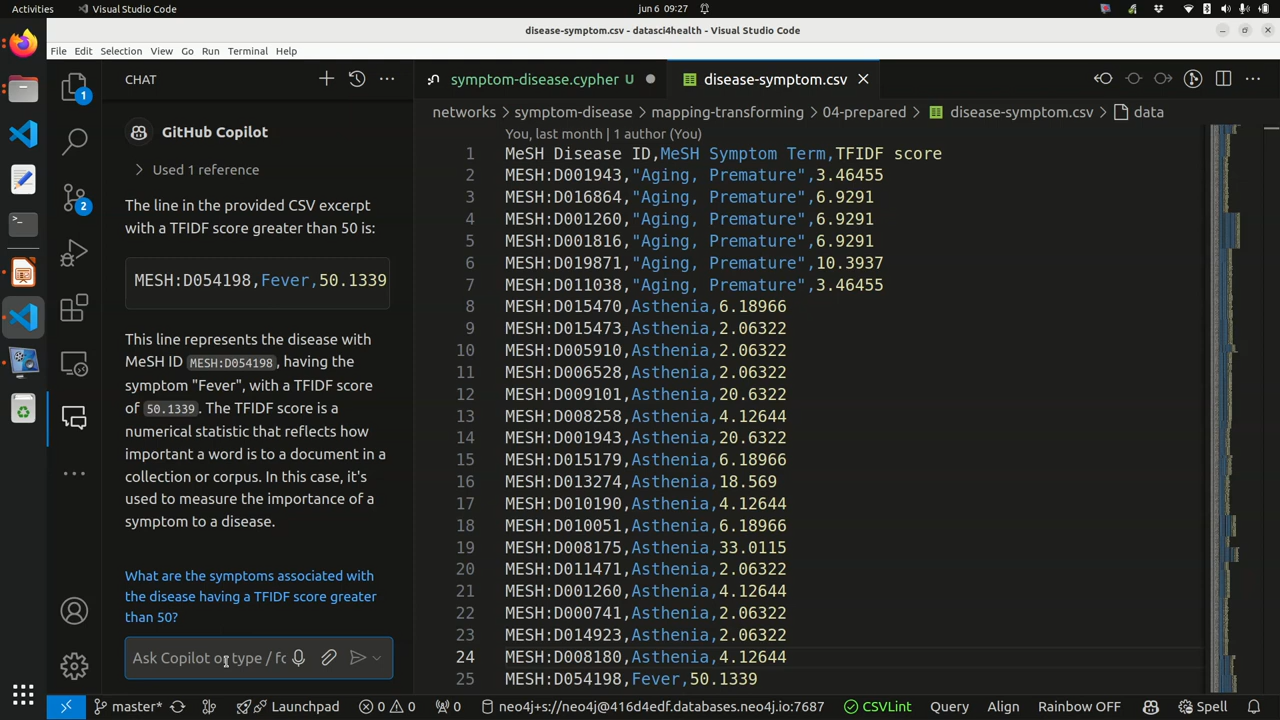 Activities
Visual Studio Code
jun 6 09:27
disease-symptom.csv - datasci4health - Visual Studio Code
File Edit Selection View Go Run Terminal Help
CHAT
symptom-disease.cypher U
disease-symptom.csv
networks > symptom-disease > mapping-transforming > 04-prepared > disease-symptom.csv > data
GitHub Copilot
Used 1 reference
The line in the provided CSV excerpt
with a TFIDF score greater than 50 is:
MESH:D054198,Fever,50.1339
This line represents the disease with
MeSH ID MESH:D054198, having the
symptom "Fever", with a TFIDF score
of 50.1339. The TFIDF score is a
numerical statistic that reflects how
important a word is to a document in a
collection or corpus. In this case, it's
used to measure the importance of a
symptom to a disease.
What are the symptoms associated with
the disease having a TFIDF score greater
than 50?
Ask Copilot or type / fo
1
2
You, last month | 1 author (You)
1 MeSH Disease ID,MeSH Symptom Term,TFIDF score
2 MESH:D001943,"Aging, Premature",3.46455
3 MESH:D016864,"Aging, Premature",6.9291
4 MESH:D001260,"Aging, Premature",6.9291
5 MESH:D001816,"Aging, Premature",6.9291
6 MESH:D019871,"Aging, Premature",10.3937
7 MESH:D011038,"Aging, Premature",3.46455
8 MESH:D015470,Asthenia,6.18966
9 MESH:D015473,Asthenia,2.06322
10 MESH:D005910,Asthenia,2.06322
11 MESH:D006528,Asthenia,2.06322
12 MESH:D009101,Asthenia,20.6322
13 MESH:D008258,Asthenia,4.12644
14 MESH:D001943,Asthenia,20.6322
15 MESH:D015179,Asthenia,6.18966
16 MESH:D013274,Asthenia,18.569
17 MESH:D010190,Asthenia,4.12644
18 MESH:D010051,Asthenia,6.18966
19 MESH:D008175,Asthenia,33.0115
20 MESH:D011471,Asthenia,2.06322
21 MESH:D001260,Asthenia,4.12644
22 MESH:D000741,Asthenia,2.06322
23 MESH:D014923,Asthenia,2.06322
24 MESH:D008180,Asthenia,4.12644
25 MESH:D054198,Fever,50.1339
master* Launchpad 0 0 0 neo4j+s://neo4j@416d4edf.databases.neo4j.io:7687 CSVLint Query Align Rainbow OFF Spell